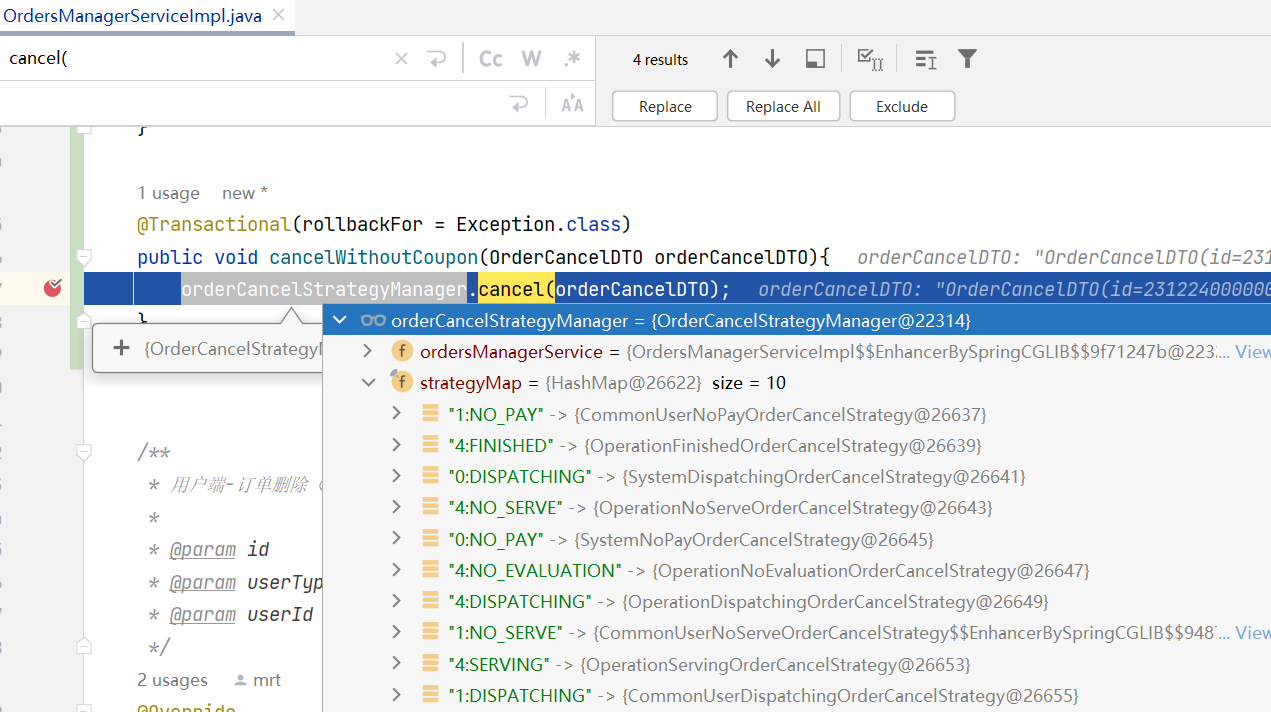 OrdersManagerServiceImpl.java
cancel(
Cc W .*
4 results
Replace Replace All Exclude
}
1 usage new *
@Transactional(rollbackFor = Exception.class)
public void cancelWithoutCoupon(OrderCancelDTO orderCancelDTO){ orderCancelDTO: "OrderCancelDTO(id=231
orderCancelStrategyManager.cancel(orderCancelDTO); orderCancelDTO: "OrderCancelDTO(id=231224000000
}
orderCancelStrategyManager = {OrderCancelStrategyManager@22314}
+ {OrderCancelStrategyM
ordersManagerService = {OrdersManagerServiceImpl$$EnhancerBySpringCGLIB$$9f71247b@223... View
strategyMap = {HashMap@26622} size = 10
"1:NO_PAY" -> {CommonUserNoPayOrderCancelStrategy@26637}
"4:FINISHED" -> {OperationFinishedOrderCancelStrategy@26639}
"0:DISPATCHING" -> {SystemDispatchingOrderCancelStrategy@26641}
"4:NO_SERVE" -> {OperationNoServeOrderCancelStrategy@26643}
"0:NO_PAY" -> {SystemNoPayOrderCancelStrategy@26645}
"4:NO_EVALUATION" -> {OperationNoEvaluationOrderCancelStrategy@26647}
"4:DISPATCHING" -> {OperationDispatchingOrderCancelStrategy@26649}
"1:NO_SERVE" -> {CommonUserNoServeOrderCancelStrategy$$EnhancerBySpringCGLIB$$948... View
"4:SERVING" -> {OperationServingOrderCancelStrategy@26653}
"1:DISPATCHING" -> {CommonUserDispatchingOrderCancelStrategy@26655}
/**
* 用户端-订单删除
*
* @param id
* @param userTyp
* @param userId
*/
2 usages mrt
@Override